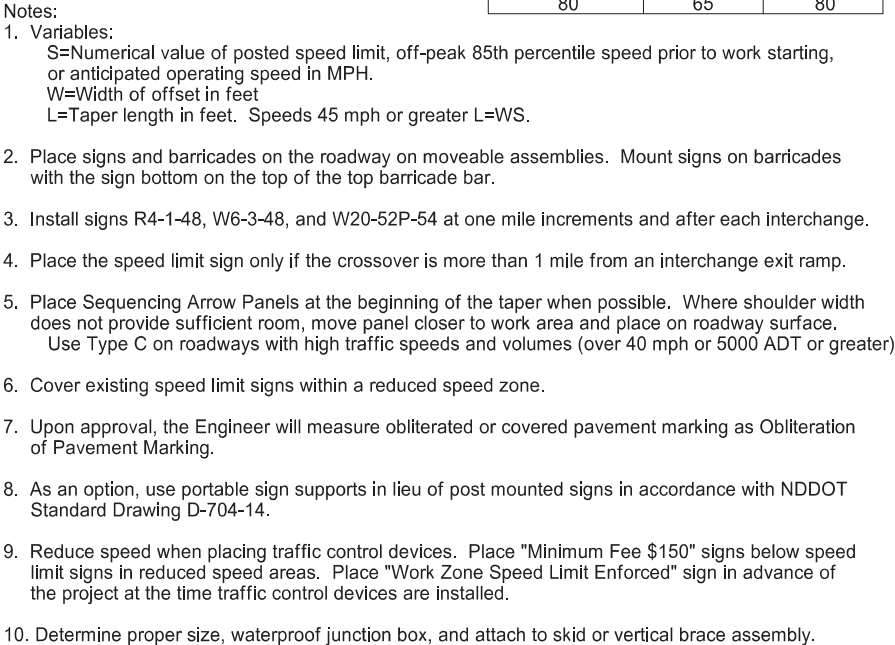 80 65 80
Notes:
1. Variables:
S=Numerical value of posted speed limit, off-peak 85th percentile speed prior to work starting,
or anticipated operating speed in MPH.
W=Width of offset in feet
L=Taper length in feet. Speeds 45 mph or greater L=WS.
2. Place signs and barricades on the roadway on moveable assemblies. Mount signs on barricades
with the sign bottom on the top of the top barricade bar.
3. Install signs R4-1-48, W6-3-48, and W20-52P-54 at one mile increments and after each interchange.
4. Place the speed limit sign only if the crossover is more than 1 mile from an interchange exit ramp.
5. Place Sequencing Arrow Panels at the beginning of the taper when possible. Where shoulder width
does not provide sufficient room, move panel closer to work area and place on roadway surface.
Use Type C on roadways with high traffic speeds and volumes (over 40 mph or 5000 ADT or greater)
6. Cover existing speed limit signs within a reduced speed zone.
7. Upon approval, the Engineer will measure obliterated or covered pavement marking as Obliteration
of Pavement Marking.
8. As an option, use portable sign supports in lieu of post mounted signs in accordance with NDDOT
Standard Drawing D-704-14.
9. Reduce speed when placing traffic control devices. Place "Minimum Fee $150" signs below speed
limit signs in reduced speed areas. Place "Work Zone Speed Limit Enforced" sign in advance of
the project at the time traffic control devices are installed.
10. Determine proper size, waterproof junction box, and attach to skid or vertical brace assembly.